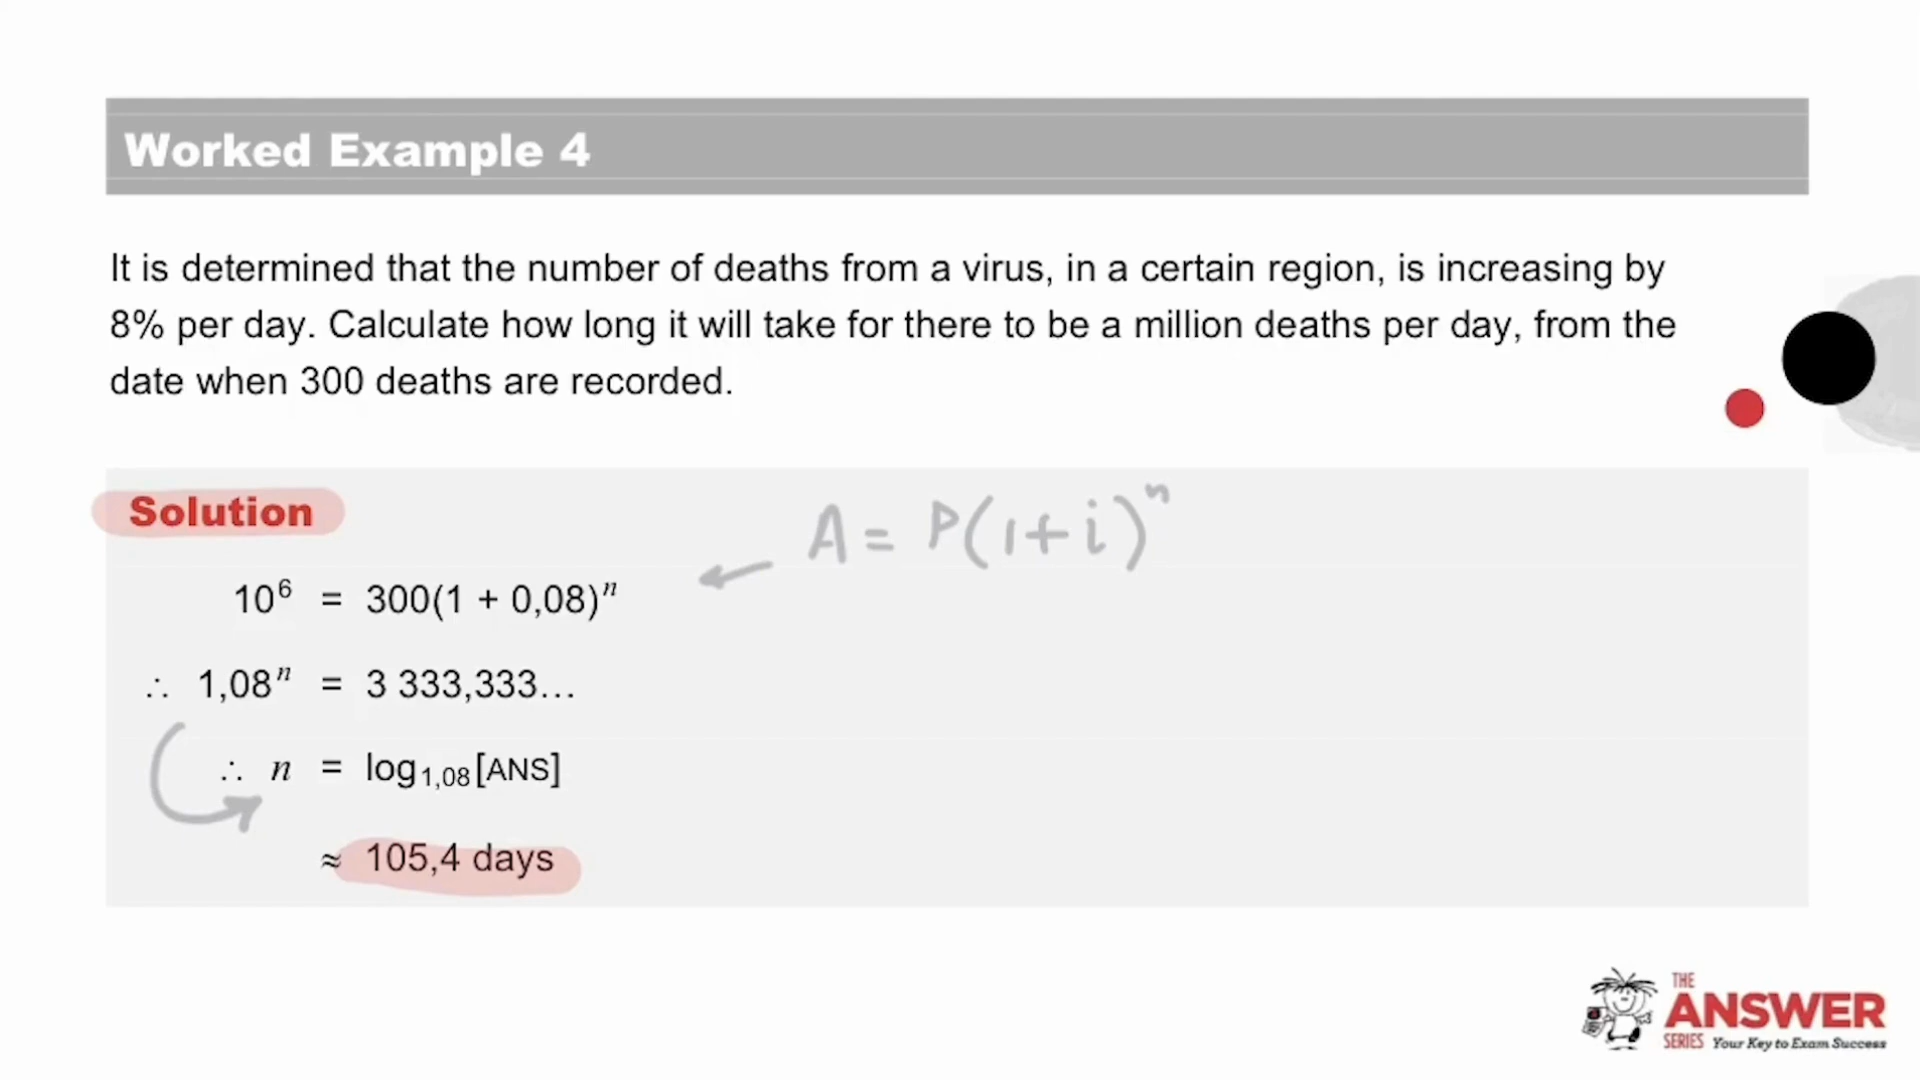 Worked Example 4
It is determined that the number of deaths from a virus, in a certain region, is increasing by
8% per day. Calculate how long it will take for there to be a million deaths per day, from the
date when 300 deaths are recorded.
Solution
A = P(1+i)ⁿ
10⁶ = 300(1 + 0,08)ⁿ
∴ 1,08ⁿ = 3 333,333…
∴ n = log₁,₀₈[ANS]
≈ 105,4 days
THE
ANSWER
SERIES Your Key to Exam Success